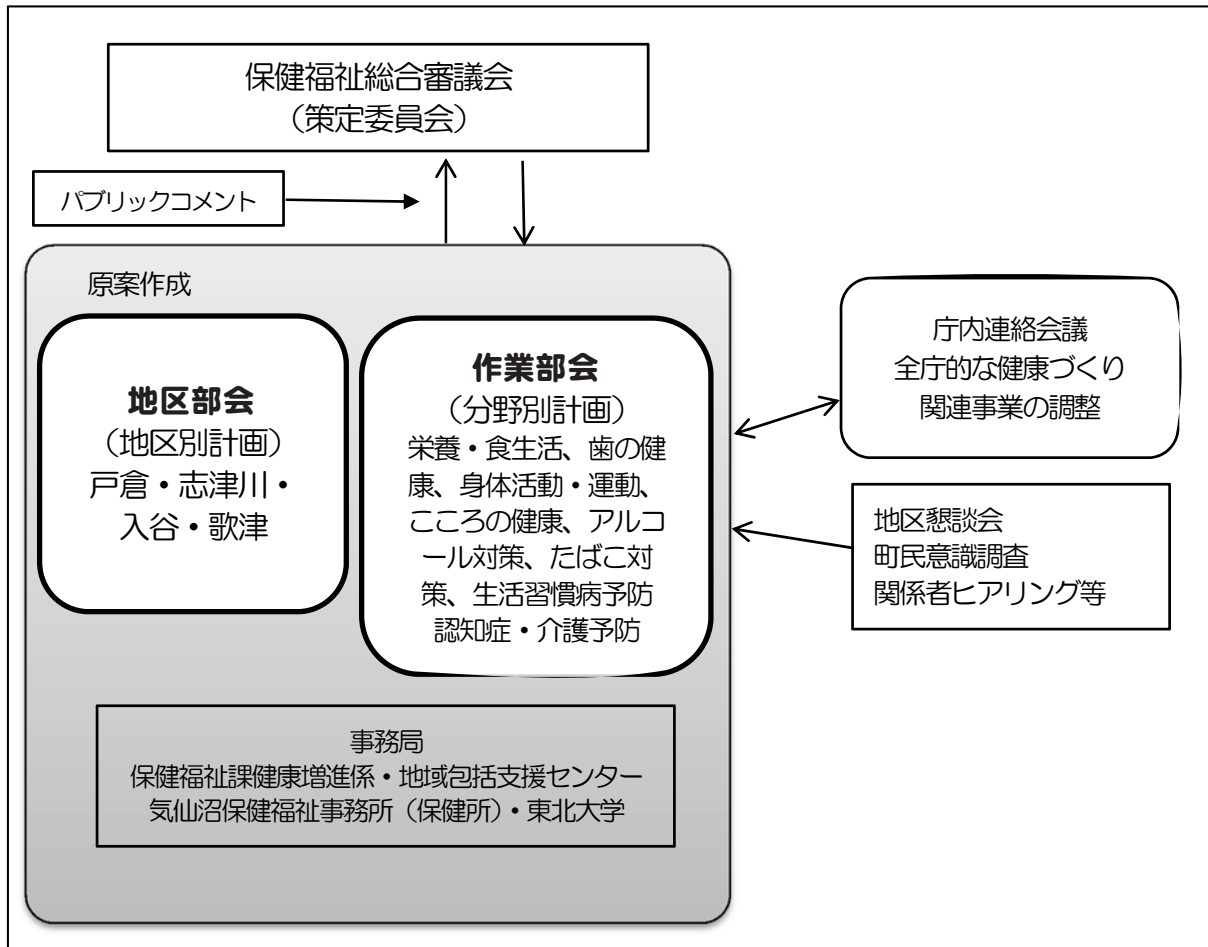 保健福祉総合審議会
（策定委員会）
パブリックコメント
原案作成
地区部会
（地区別計画）
戸倉・志津川・
入谷・歌津
作業部会
（分野別計画）
栄養・食生活、歯の健
康、身体活動・運動、
こころの健康、アルコ
ール対策、たばこ対
策、生活習慣病予防
認知症・介護予防
庁内連絡会議
全庁的な健康づくり
関連事業の調整
地区懇談会
町民意識調査
関係者ヒアリング等
事務局
保健福祉課健康増進係・地域包括支援センター
気仙沼保健福祉事務所（保健所）・東北大学